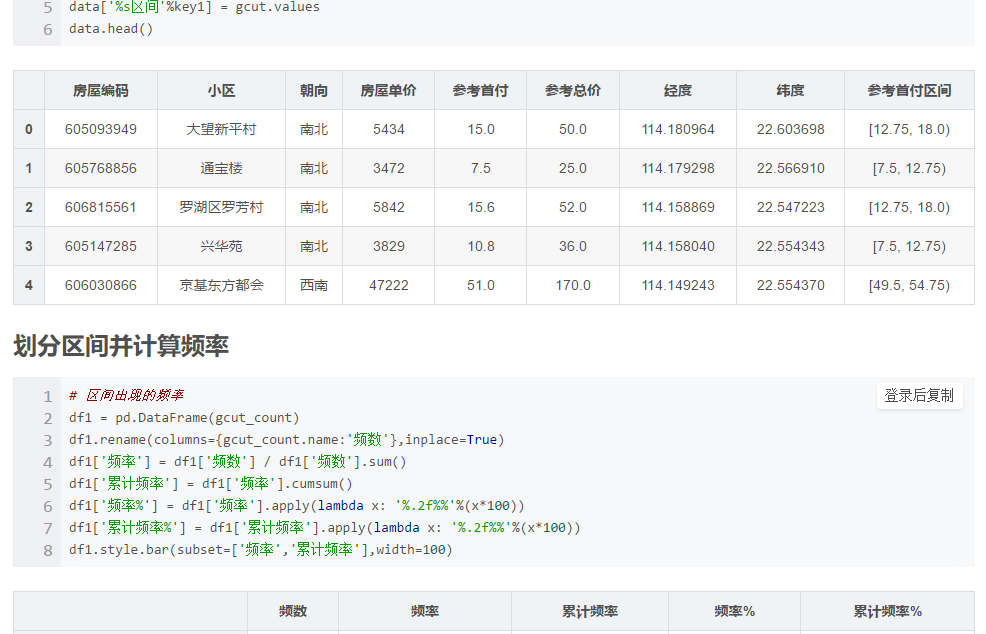 5 data['%s区间'%key1] = gcut.values
6 data.head()
房屋编码 小区 朝向 房屋单价 参考首付 参考总价 经度 纬度 参考首付区间
0 605093949 大望新平村 南北 5434 15.0 50.0 114.180964 22.603698 [12.75, 18.0)
1 605768856 通宝楼 南北 3472 7.5 25.0 114.179298 22.566910 [7.5, 12.75)
2 606815561 罗湖区罗芳村 南北 5842 15.6 52.0 114.158869 22.547223 [12.75, 18.0)
3 605147285 兴华苑 南北 3829 10.8 36.0 114.158040 22.554343 [7.5, 12.75)
4 606030866 京基东方都会 西南 47222 51.0 170.0 114.149243 22.554370 [49.5, 54.75)
划分区间并计算频率
1 # 区间出现的频率 登录后复制
2 df1 = pd.DataFrame(gcut_count)
3 df1.rename(columns={gcut_count.name:'频数'},inplace=True)
4 df1['频率'] = df1['频数'] / df1['频数'].sum()
5 df1['累计频率'] = df1['频率'].cumsum()
6 df1['频率%'] = df1['频率'].apply(lambda x: '%.2f%%'%(x*100))
7 df1['累计频率%'] = df1['累计频率'].apply(lambda x: '%.2f%%'%(x*100))
8 df1.style.bar(subset=['频率','累计频率'],width=100)
频数 频率 累计频率 频率% 累计频率%